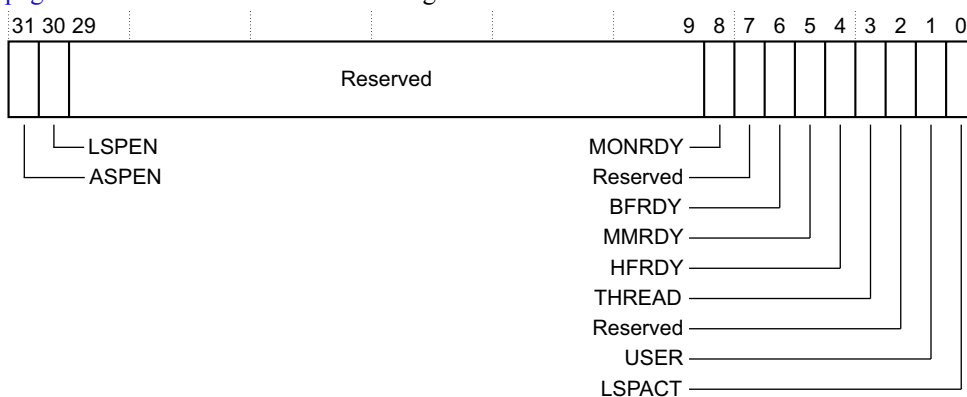 31 30 29 9 8 7 6 5 4 3 2 1 0
Reserved
LSPEN MONRDY
ASPEN Reserved
BFRDY
MMRDY
HFRDY
THREAD
Reserved
USER
LSPACT